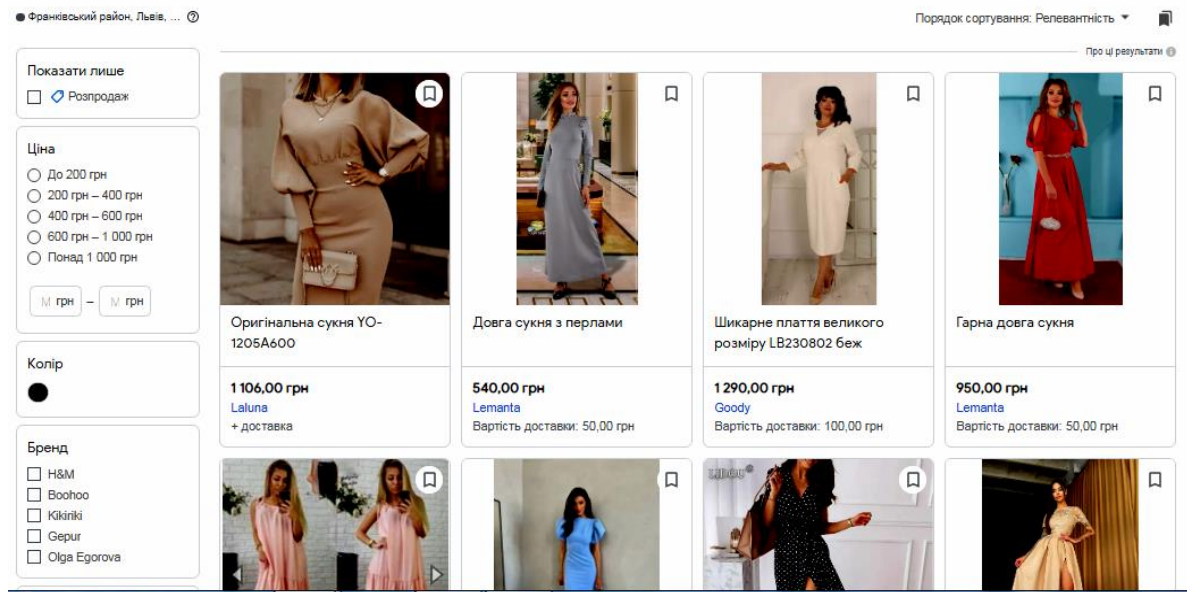 Франківський район, Львів, ...
Порядок сортування: Релевантність
Про ці результати
Показати лише
Розпродаж
Ціна
До 200 грн
200 грн – 400 грн
400 грн – 600 грн
600 грн – 1 000 грн
Понад 1 000 грн
М грн – М грн
Колір
Бренд
H&M
Boohoo
Kikiriki
Gepur
Olga Egorova
Оригінальна сукня YO-
1205A600
1 106,00 грн
Laluna
+ доставка
Довга сукня з перлами
540,00 грн
Lemanta
Вартість доставки: 50,00 грн
Шикарне плаття великого
розміру LB230802 беж
1 290,00 грн
Goody
Вартість доставки: 100,00 грн
Гарна довга сукня
950,00 грн
Lemanta
Вартість доставки: 50,00 грн